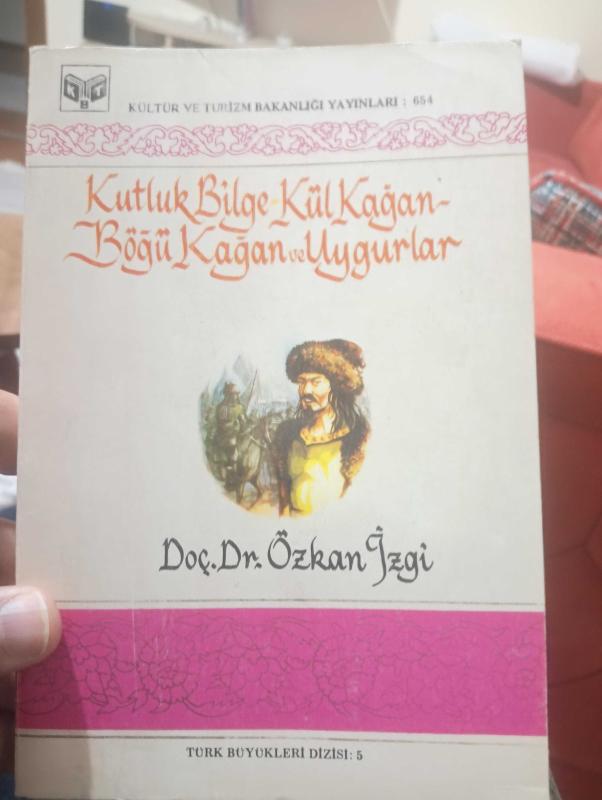 K T
B
KÜLTÜR VE TURİZM BAKANLIĞI YAYINLARI : 654
Kutluk Bilge-Kül Kağan-
Böğü Kağan ve Uygurlar
Doç. Dr. Özkan İzgi
TÜRK BÜYÜKLERİ DİZİSİ: 5